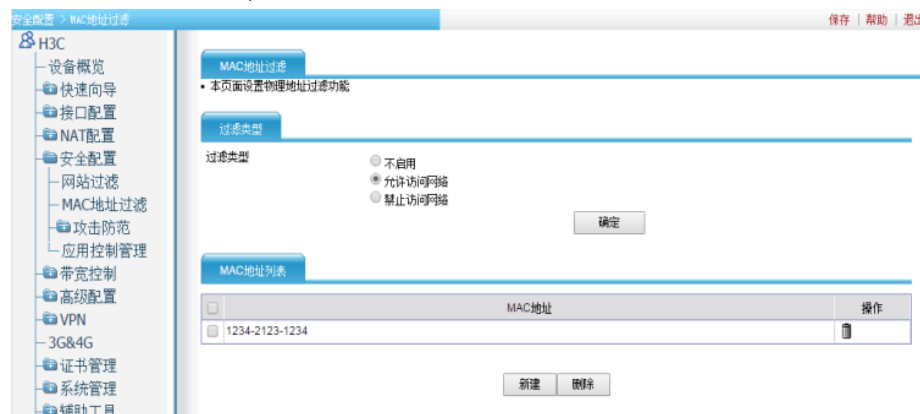 安全配置 > MAC地址过滤
保存 | 帮助 | 退出
H3C
设备概览
快速向导
接口配置
NAT配置
安全配置
网站过滤
MAC地址过滤
攻击防范
应用控制管理
带宽控制
高级配置
VPN
3G&4G
证书管理
系统管理
辅助工具
MAC地址过滤
• 本页面设置物理地址过滤功能
过滤类型
过滤类型
不启用
允许访问网络
禁止访问网络
确定
MAC地址列表
MAC地址 操作
1234-2123-1234
新建 删除